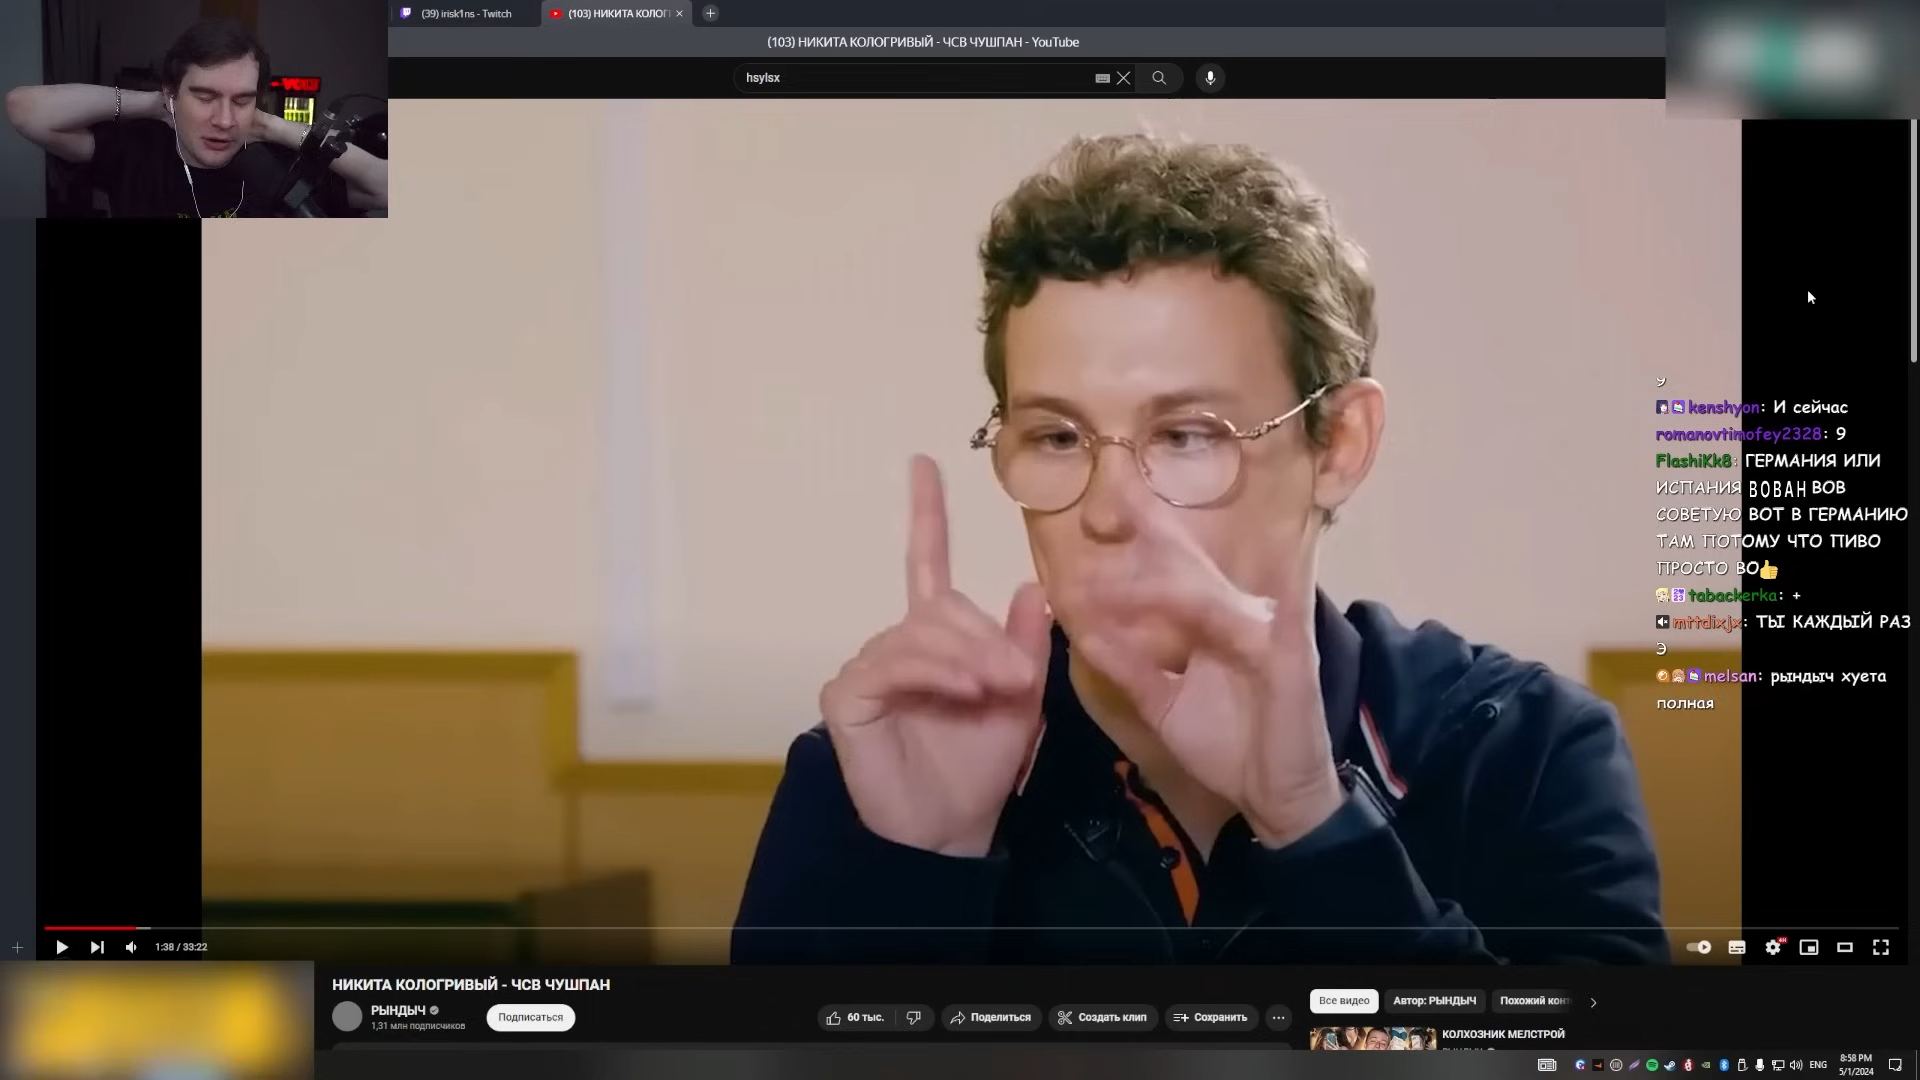 (39) irisk1ns - Twitch
(103) НИКИТА КОЛОГ
(103) НИКИТА КОЛОГРИВЫЙ - ЧСВ ЧУШПАН - YouTube
hsylsx
9
kenshyon: И сейчас
romanovtimofey2328: 9
FlashiKk8: ГЕРМАНИЯ ИЛИ
ИСПАНИЯ ВОВАН ВОВ
СОВЕТУЮ ВОТ В ГЕРМАНИЮ
ТАМ ПОТОМУ ЧТО ПИВО
ПРОСТО ВО👍
tabackerka: +
mttdixjx: ТЫ КАЖДЫЙ РАЗ
Э
melsan: рындыч хуета
полная
1:38 / 33:22
НИКИТА КОЛОГРИВЫЙ - ЧСВ ЧУШПАН
РЫНДЫЧ
1,31 млн подписчиков
Подписаться
60 тыс.
Поделиться
Создать клип
Сохранить
Все видео
Автор: РЫНДЫЧ
Похожий конт
КОЛХОЗНИК МЕЛСТРОЙ
ENG
8:58 PM
5/1/2024